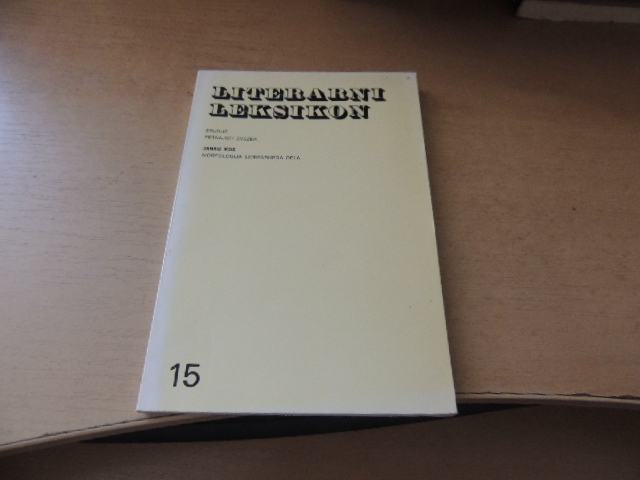 LITERARNI
LEKSIKON
ŠTUDIJE
PETNAJSTI ZVEZEK
JANKO KOS
MORFOLOGIJA LITERARNEGA DELA
15